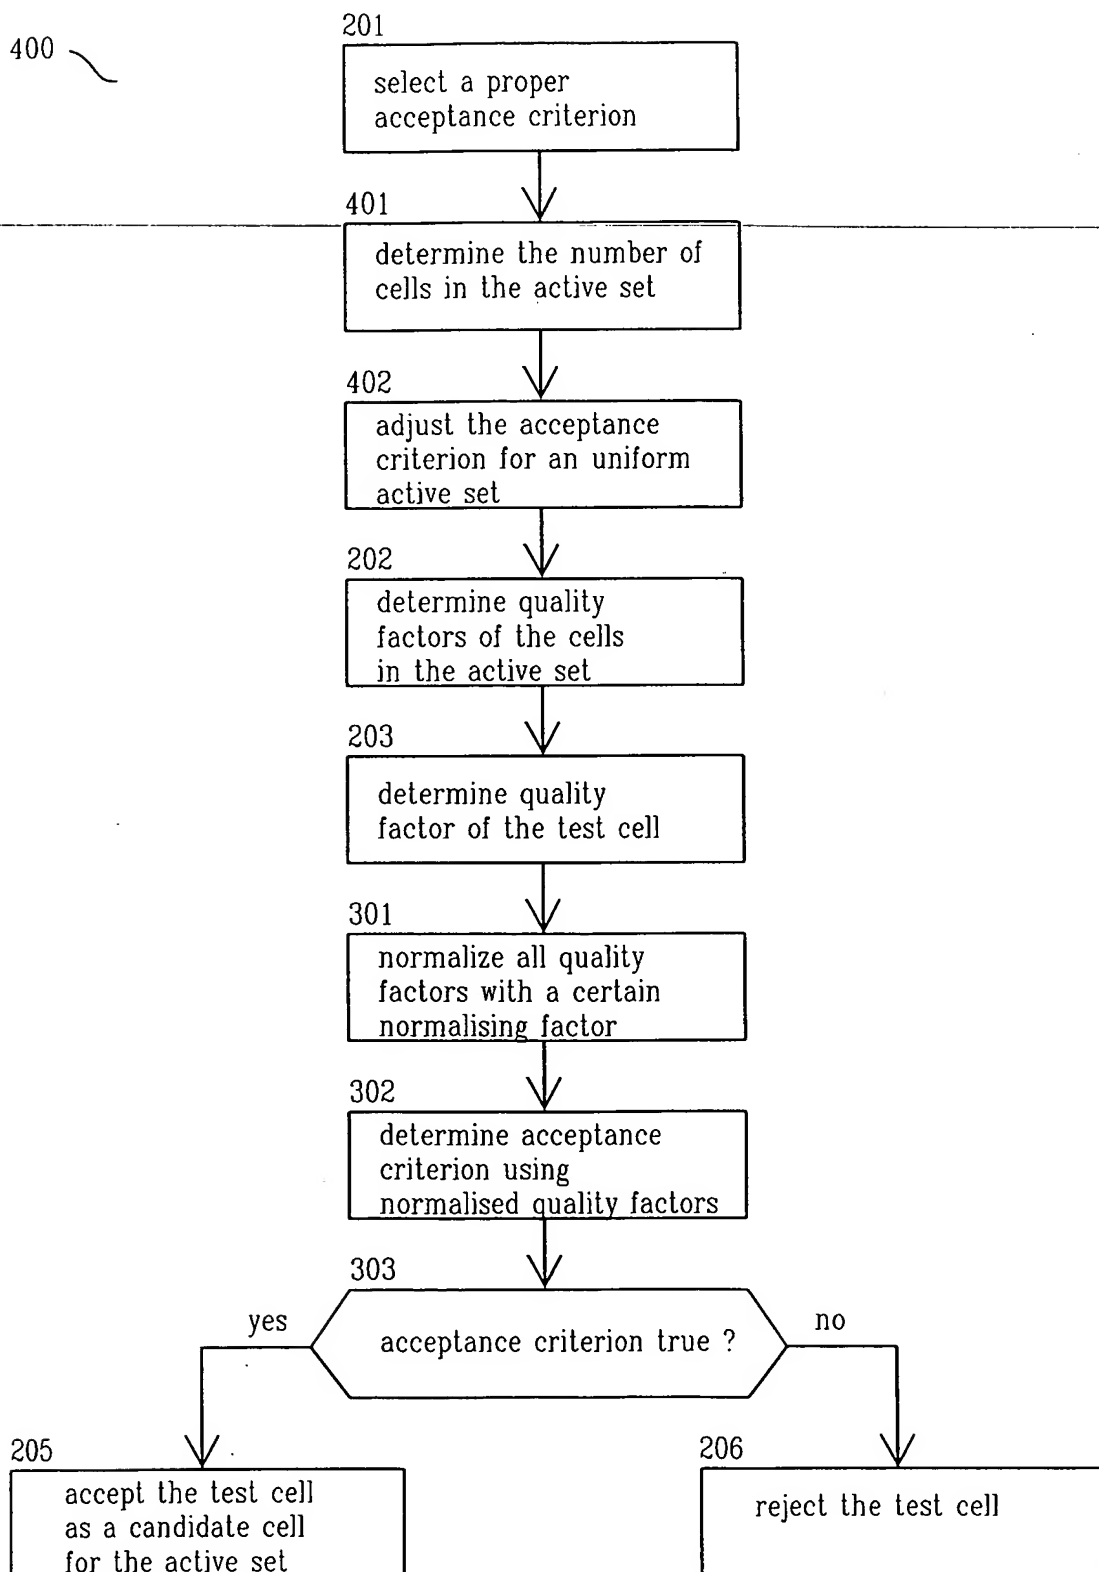 400
201
select a proper
acceptance criterion
401
determine the number of
cells in the active set
402
adjust the acceptance
criterion for an uniform
active set
202
determine quality
factors of the cells
in the active set
203
determine quality
factor of the test cell
301
normalize all quality
factors with a certain
normalising factor
302
determine acceptance
criterion using
normalised quality factors
303
acceptance criterion true ?
yes
no
205
accept the test cell
as a candidate cell
for the active set
206
reject the test cell